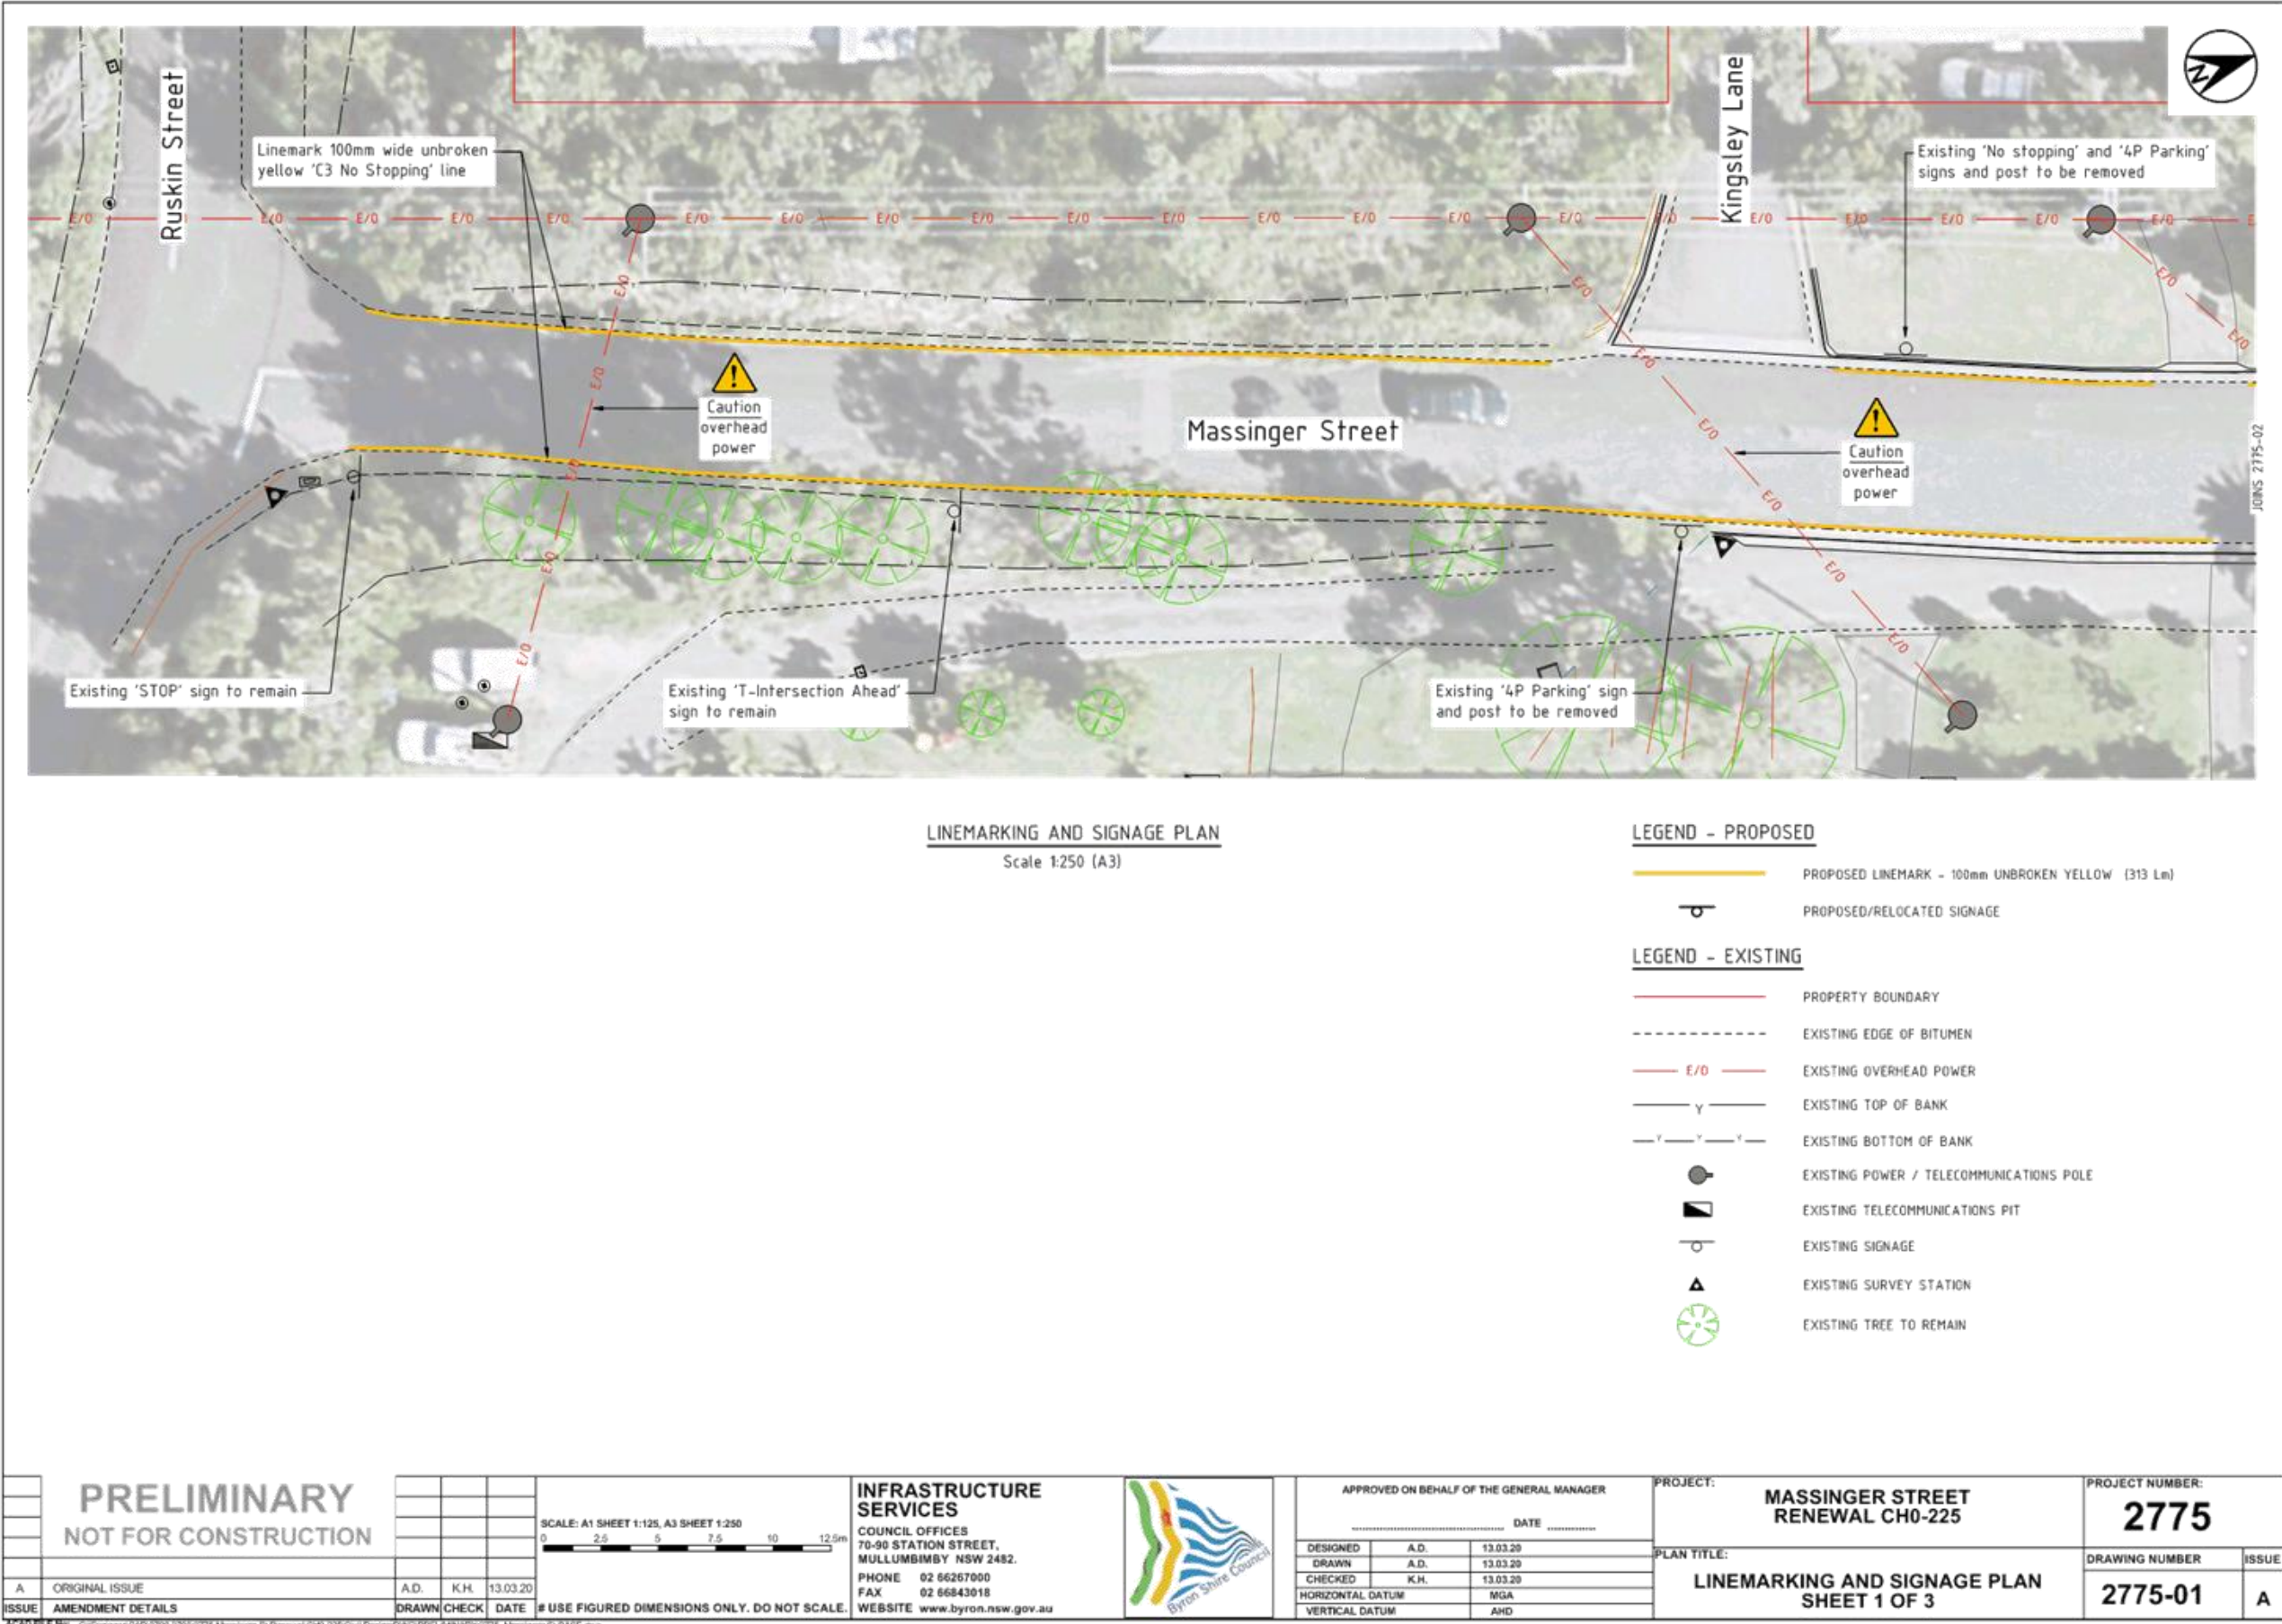 Ruskin Street
Linemark 100mm wide unbroken
yellow 'C3 No Stopping' line
Kingsley Lane
Existing 'No stopping' and '4P Parking'
signs and post to be removed
N
E/O E/O E/O E/O E/O E/O E/O E/O E/O E/O E/O E/O E/O E/O E/O E/O E/O E/O E/O E/O E/O E/O
E/O
E/O
E/O
E/O
E/O
E/O
Caution
overhead
power
Massinger Street
E/O
Caution
overhead
power
JOINS 2775-02
E/O
E/O
E/O
E/O
E/O
E/O
E/O
Existing 'STOP' sign to remain
Existing 'T-Intersection Ahead'
sign to remain
Existing '4P Parking' sign
and post to be removed
LINEMARKING AND SIGNAGE PLAN
Scale 1:250 (A3)
LEGEND - PROPOSED
PROPOSED LINEMARK - 100mm UNBROKEN YELLOW (313 Lm)
PROPOSED/RELOCATED SIGNAGE
LEGEND - EXISTING
PROPERTY BOUNDARY
EXISTING EDGE OF BITUMEN
E/O EXISTING OVERHEAD POWER
Y EXISTING TOP OF BANK
Y Y Y EXISTING BOTTOM OF BANK
EXISTING POWER / TELECOMMUNICATIONS POLE
EXISTING TELECOMMUNICATIONS PIT
EXISTING SIGNAGE
EXISTING SURVEY STATION
EXISTING TREE TO REMAIN
PRELIMINARY
NOT FOR CONSTRUCTION
A ORIGINAL ISSUE A.D. K.H. 13.03.20
ISSUE AMENDMENT DETAILS DRAWN CHECK DATE
SCALE: A1 SHEET 1:125, A3 SHEET 1:250
0 2.5 5 7.5 10 12.5m
# USE FIGURED DIMENSIONS ONLY. DO NOT SCALE.
INFRASTRUCTURE
SERVICES
COUNCIL OFFICES
70-90 STATION STREET,
MULLUMBIMBY NSW 2482.
PHONE 02 66267000
FAX 02 66843018
WEBSITE www.byron.nsw.gov.au
Byron Shire Council
APPROVED ON BEHALF OF THE GENERAL MANAGER
DATE
DESIGNED A.D. 13.03.20
DRAWN A.D. 13.03.20
CHECKED K.H. 13.03.20
HORIZONTAL DATUM MGA
VERTICAL DATUM AHD
PROJECT:
MASSINGER STREET
RENEWAL CH0-225
PLAN TITLE:
LINEMARKING AND SIGNAGE PLAN
SHEET 1 OF 3
PROJECT NUMBER:
2775
DRAWING NUMBER ISSUE
2775-01 A